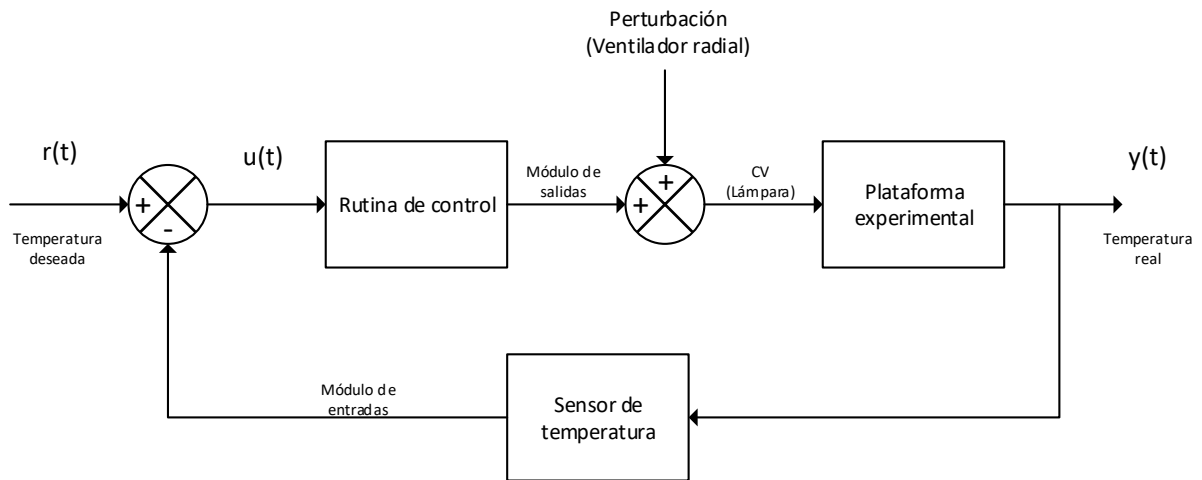 Perturbación
(Ventilador radial)
r(t)
u(t)
y(t)
+
-
Temperatura
deseada
Rutina de control
Módulo de
salidas
+
+
CV
(Lámpara)
Plataforma
experimental
Temperatura
real
Módulo de
entradas
Sensor de
temperatura